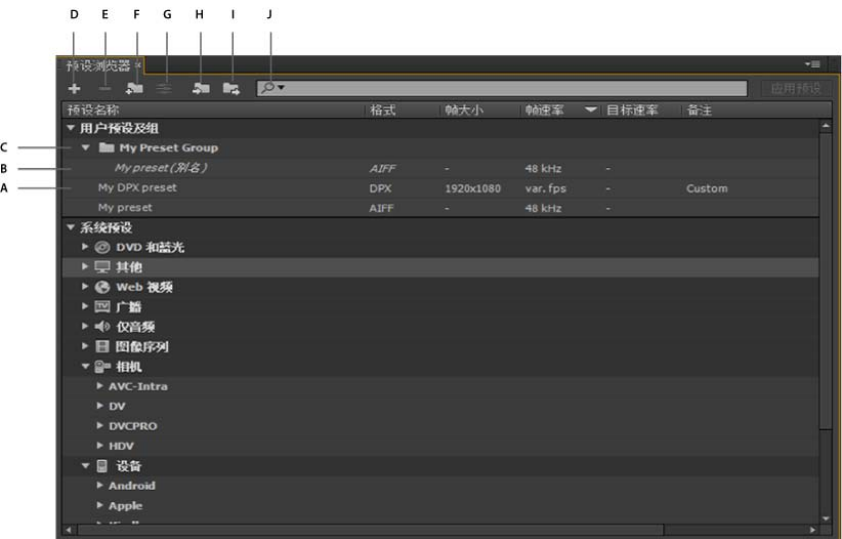 D E F G H I J
预设浏览器
应用预设
预设名称 格式 帧大小 帧速率 目标速率 备注
用户预设及组
C My Preset Group
B My preset(别名) AIFF - 48 kHz -
A My DPX preset DPX 1920x1080 var. fps - Custom
My preset AIFF - 48 kHz -
系统预设
DVD 和蓝光
其他
Web 视频
广播
仅音频
图像序列
相机
AVC-Intra
DV
DVCPRO
HDV
设备
Android
Apple